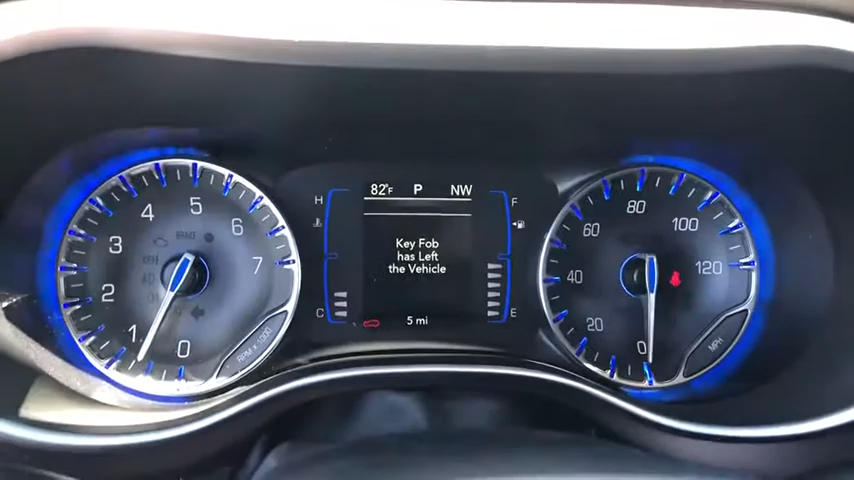 82°F P NW
Key Fob
has Left
the Vehicle
5 mi
H
C
F
E
0
1
2
3
4
5
6
7
RPM x 1000
BRAKE
0
20
40
60
80
100
120
MPH